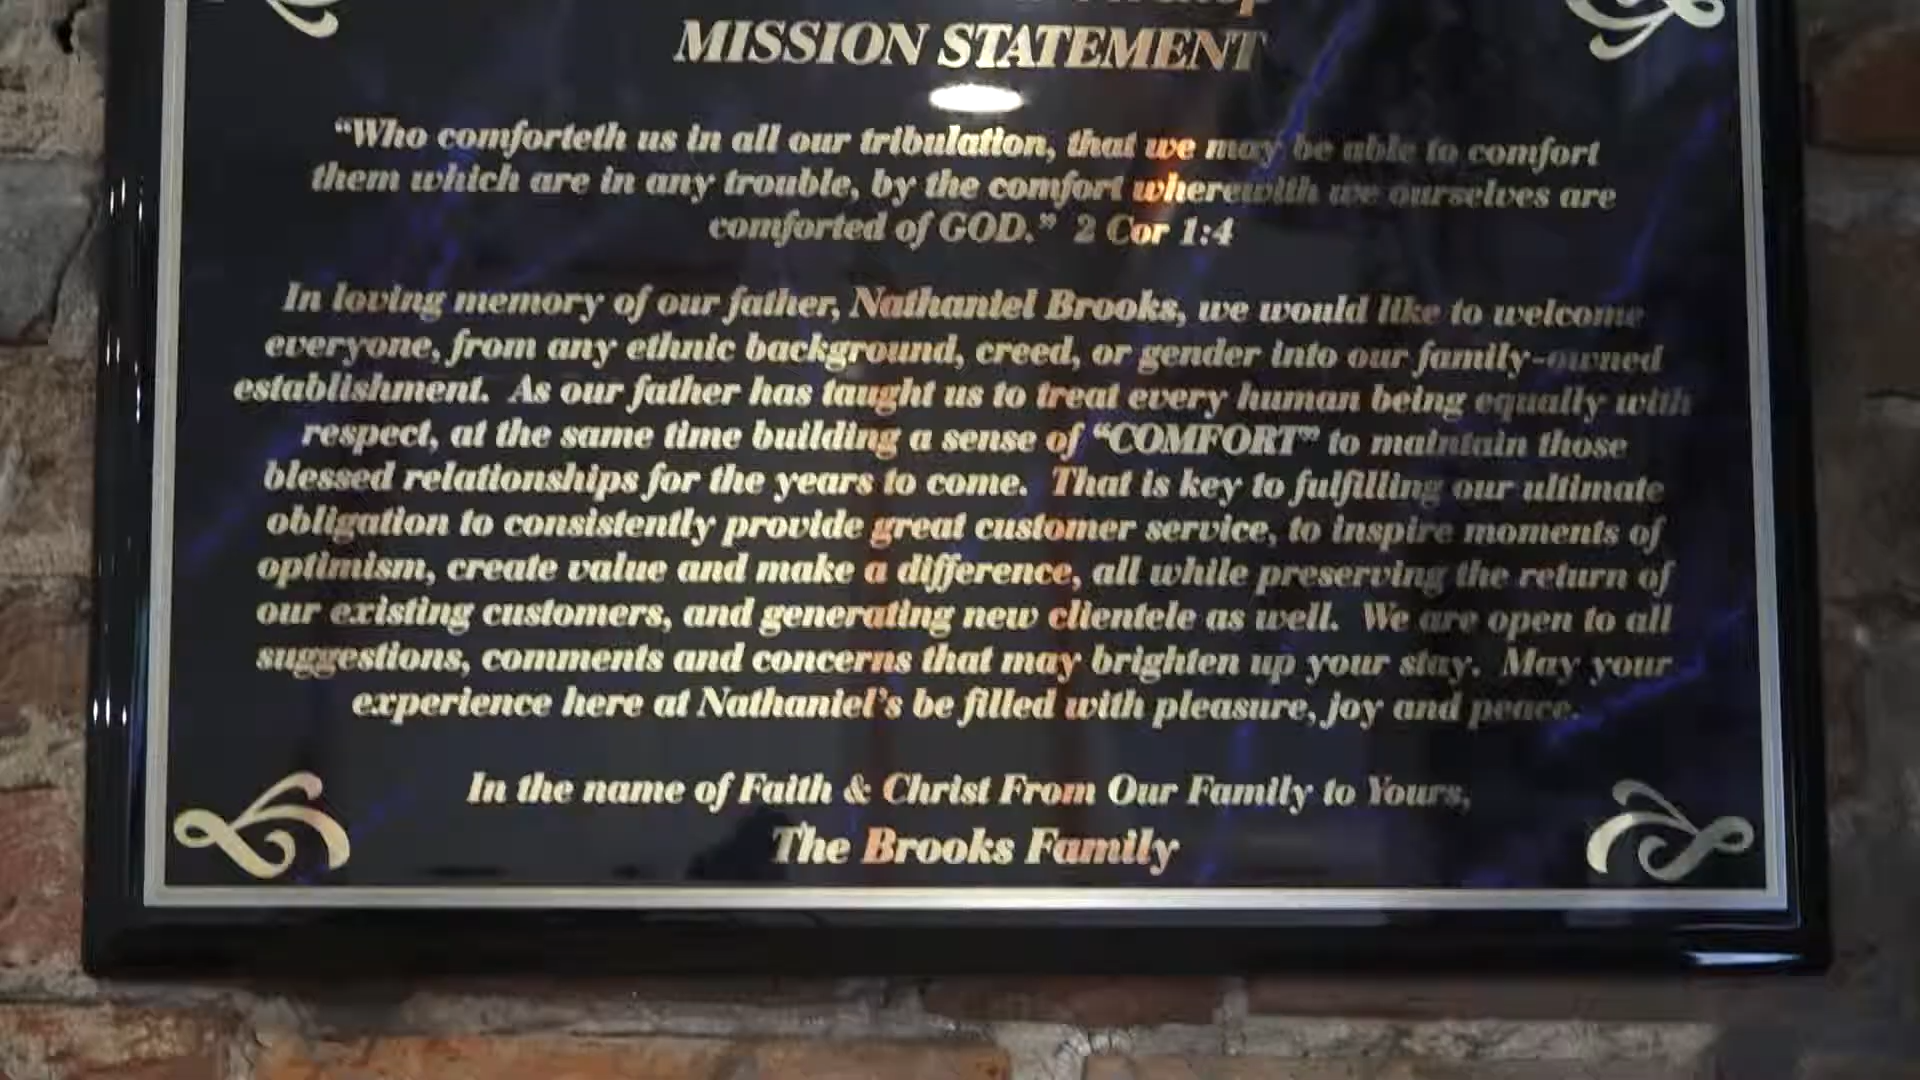 MISSION STATEMENT
“Who comforteth us in all our tribulation, that we may be able to comfort
them which are in any trouble, by the comfort wherewith we ourselves are
comforted of GOD.” 2 Cor 1:4
In loving memory of our father, Nathaniel Brooks, we would like to welcome
everyone, from any ethnic background, creed, or gender into our family-owned
establishment. As our father has taught us to treat every human being equally with
respect, at the same time building a sense of “COMFORT” to maintain those
blessed relationships for the years to come. That is key to fulfilling our ultimate
obligation to consistently provide great customer service, to inspire moments of
optimism, create value and make a difference, all while preserving the return of
our existing customers, and generating new clientele as well. We are open to all
suggestions, comments and concerns that may brighten up your stay. May your
experience here at Nathaniel’s be filled with pleasure, joy and peace.
In the name of Faith & Christ From Our Family to Yours,
The Brooks Family